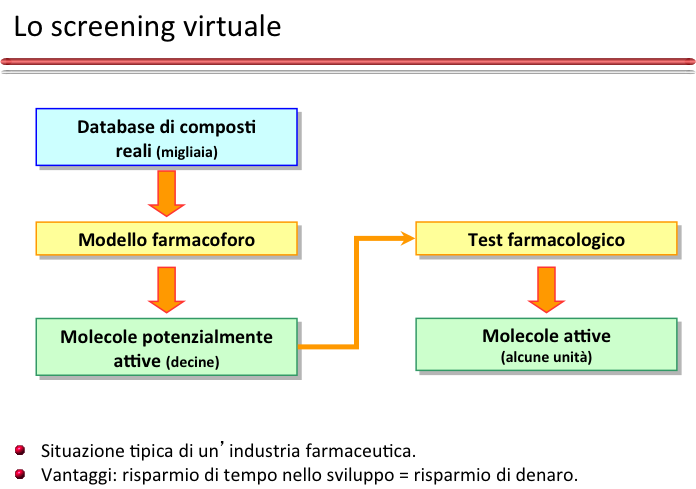 Lo screening virtuale
Database di composti
reali (migliaia)
Modello farmacoforo
Molecole potenzialmente
attive (decine)
Test farmacologico
Molecole attive
(alcune unità)
Situazione tipica di un’ industria farmaceutica.
Vantaggi: risparmio di tempo nello sviluppo = risparmio di denaro.